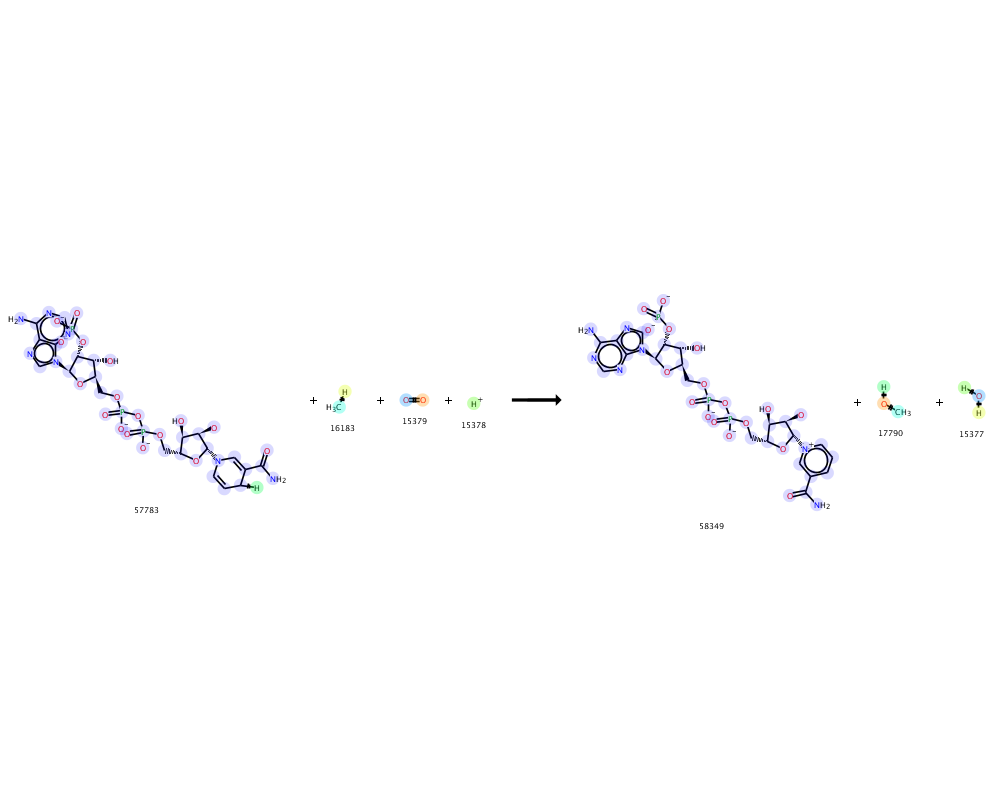 57783
+
16183
+
15379
+
15378
58349
+
17790
+
15377
H₂N
N
N
N
N
O
O⁻
O⁻
P
O
OH
O
O
O
P
O
O⁻
O
P
O⁻
O
HO
O
O
N
O
NH₂
H
H
H₃C
O
O
H⁺
H₂N
N
N
N
N
O
O⁻
P
O⁻
O
OH
O
O
O
P
O⁻
O
O
P
O⁻
O
HO
O
O
N⁺
O
NH₂
H
O
CH₃
H
O
H